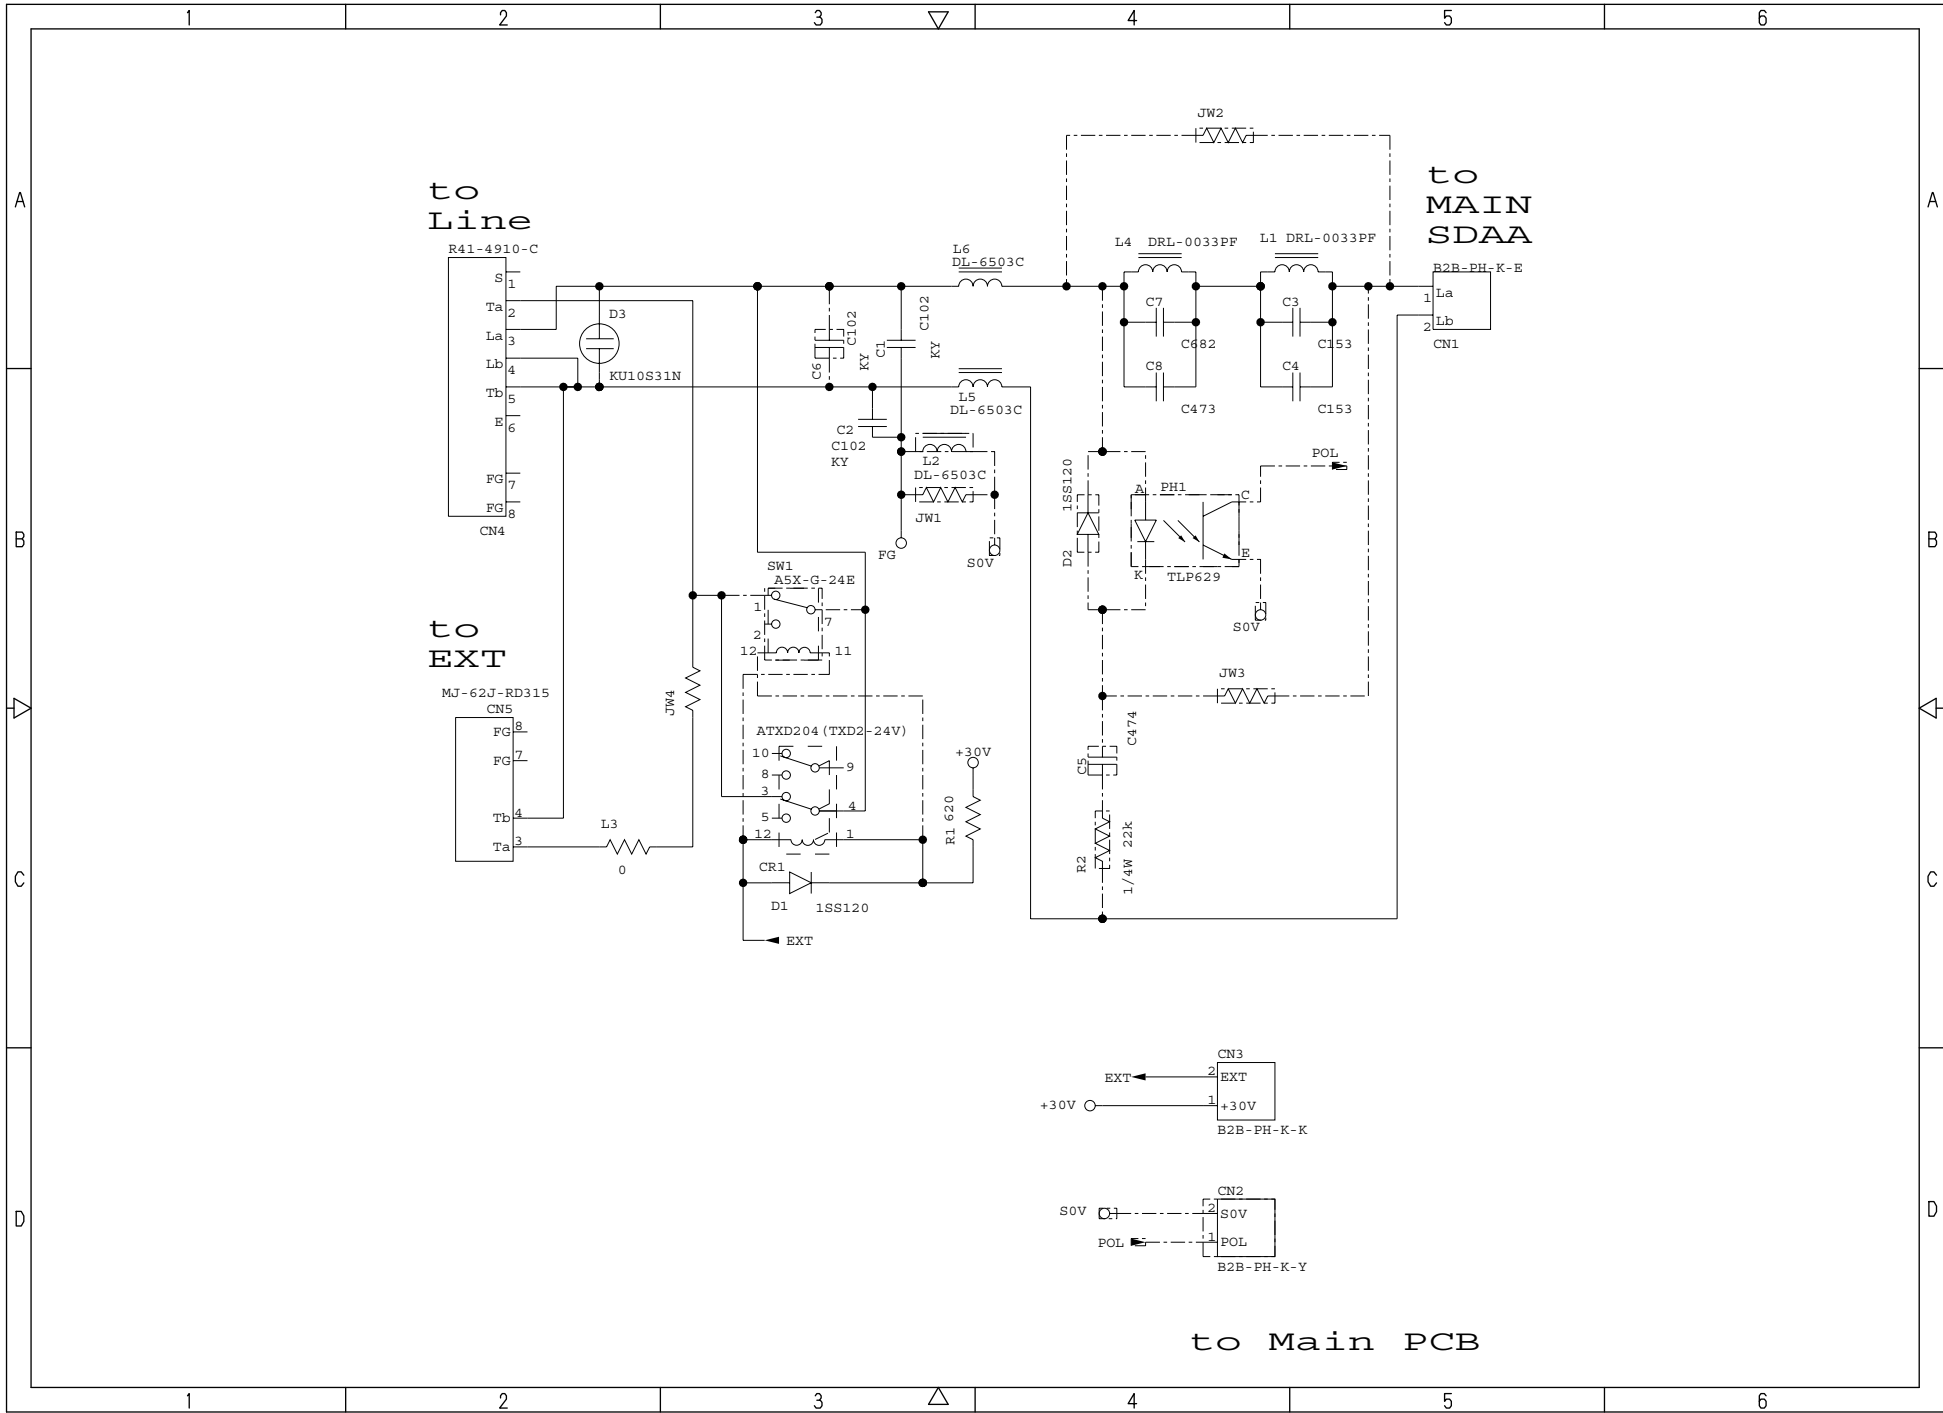 1 2 3 4 5 6
A
A
B
B
C
C
D
D
JW2
to
Line
R41-4910-C
S 1
Ta 2
La 3
Lb 4
Tb 5
E 6
FG 7
FG 8
CN4
D3
KU10S31N
C6
C102
KY
C1
C102
KY
L6
DL-6503C
L5
DL-6503C
C2
C102
KY
L2
DL-6503C
JW1
FG
S0V
L4 DRL-0033PF
C7
C682
C8
C473
L1 DRL-0033PF
C3
C153
C4
C153
to
MAIN
SDAA
B2B-PH-K-E
1 La
2 Lb
CN1
POL
1SS120
D2
A PH1 C
K E
TLP629
S0V
JW3
C474
C5
R2
1/4W 22k
SW1
A5X-G-24E
1
2
7
12
11
JW4
to
EXT
MJ-62J-RD315
CN5
FG 8
FG 7
Tb 4
Ta 3
L3
0
ATXD204(TXD2-24V)
10
9
8
3
4
5
12
1
CR1
D1
1SS120
EXT
+30V
R1 620
CN3
EXT 2 EXT
+30V 1 +30V
B2B-PH-K-K
CN2
S0V 2 S0V
POL 1 POL
B2B-PH-K-Y
to Main PCB
1 2 3 4 5 6